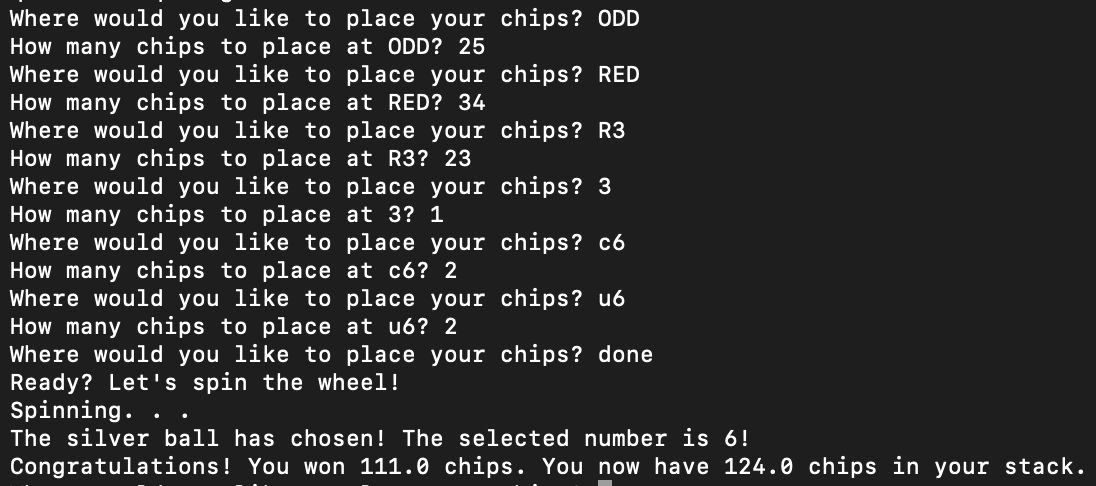 Where would you like to place your chips? ODD
How many chips to place at ODD? 25
Where would you like to place your chips? RED
How many chips to place at RED? 34
Where would you like to place your chips? R3
How many chips to place at R3? 23
Where would you like to place your chips? 3
How many chips to place at 3? 1
Where would you like to place your chips? c6
How many chips to place at c6? 2
Where would you like to place your chips? u6
How many chips to place at u6? 2
Where would you like to place your chips? done
Ready? Let's spin the wheel!
Spinning. . .
The silver ball has chosen! The selected number is 6!
Congratulations! You won 111.0 chips. You now have 124.0 chips in your stack.